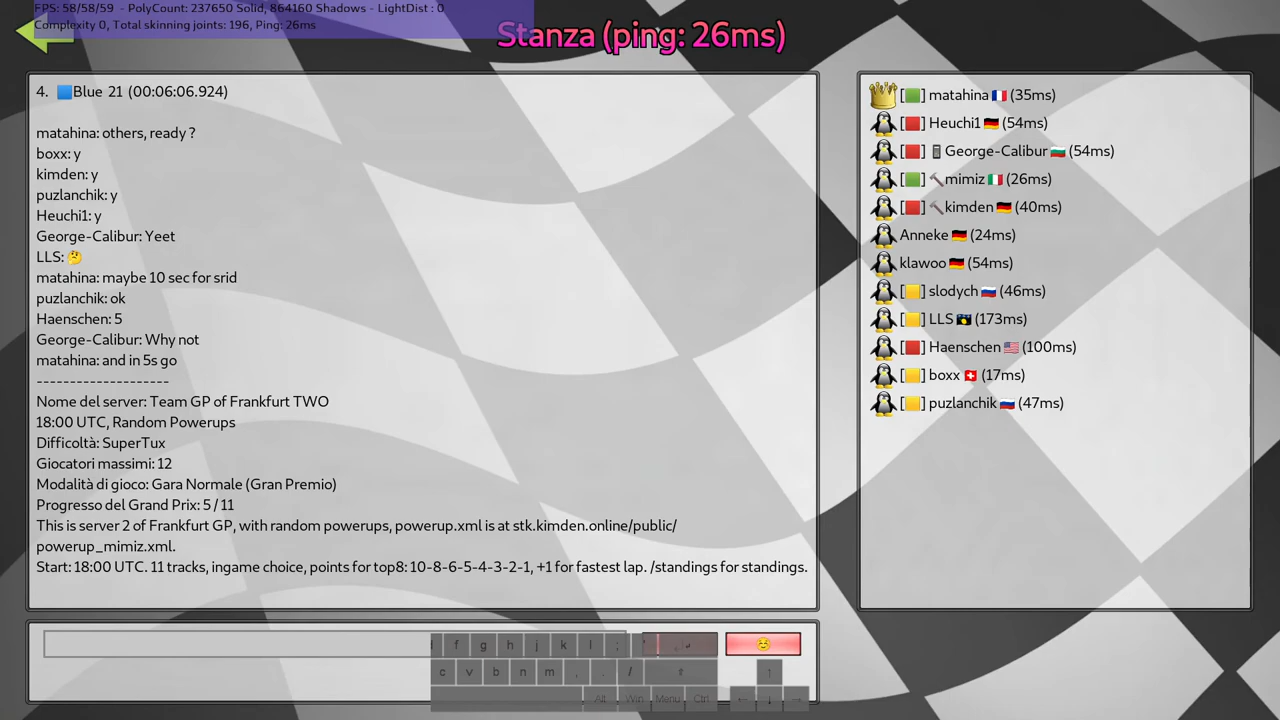 FPS: 58/58/59 - PolyCount: 237650 Solid, 864160 Shadows - LightDist : 0
Complexity 0, Total skinning joints: 196, Ping: 26ms
Stanza (ping: 26ms)
4. 🟦Blue 21 (00:06:06.924)
matahina: others, ready ?
boxx: y
kimden: y
puzlanchik: y
Heuchi1: y
George-Calibur: Yeet
LLS: 🤔
matahina: maybe 10 sec for srid
puzlanchik: ok
Haenschen: 5
George-Calibur: Why not
matahina: and in 5s go
--------------------
Nome del server: Team GP of Frankfurt TWO
18:00 UTC, Random Powerups
Difficoltà: SuperTux
Giocatori massimi: 12
Modalità di gioco: Gara Normale (Gran Premio)
Progresso del Grand Prix: 5 / 11
This is server 2 of Frankfurt GP, with random powerups, powerup.xml is at stk.kimden.online/public/
powerup_mimiz.xml.
Start: 18:00 UTC. 11 tracks, ingame choice, points for top8: 10-8-6-5-4-3-2-1, +1 for fastest lap. /standings for standings.
[🟩] matahina 🇫🇷 (35ms)
[🟥] Heuchi1 🇩🇪 (54ms)
[🟥] 📱George-Calibur 🇧🇬 (54ms)
[🟩] 🔨mimiz 🇮🇹 (26ms)
[🟥] 🔨kimden 🇩🇪 (40ms)
Anneke 🇩🇪 (24ms)
klawoo 🇩🇪 (54ms)
[🟨] slodych 🇷🇺 (46ms)
[🟨] LLS 🇬🇵 (173ms)
[🟥] Haenschen 🇺🇸 (100ms)
[🟨] boxx 🇨🇭 (17ms)
[🟨] puzlanchik 🇷🇺 (47ms)
f g h j k l ; '
c v b n m , . / ⇧ ↑
Alt Win Menu Ctrl ← ↓ →